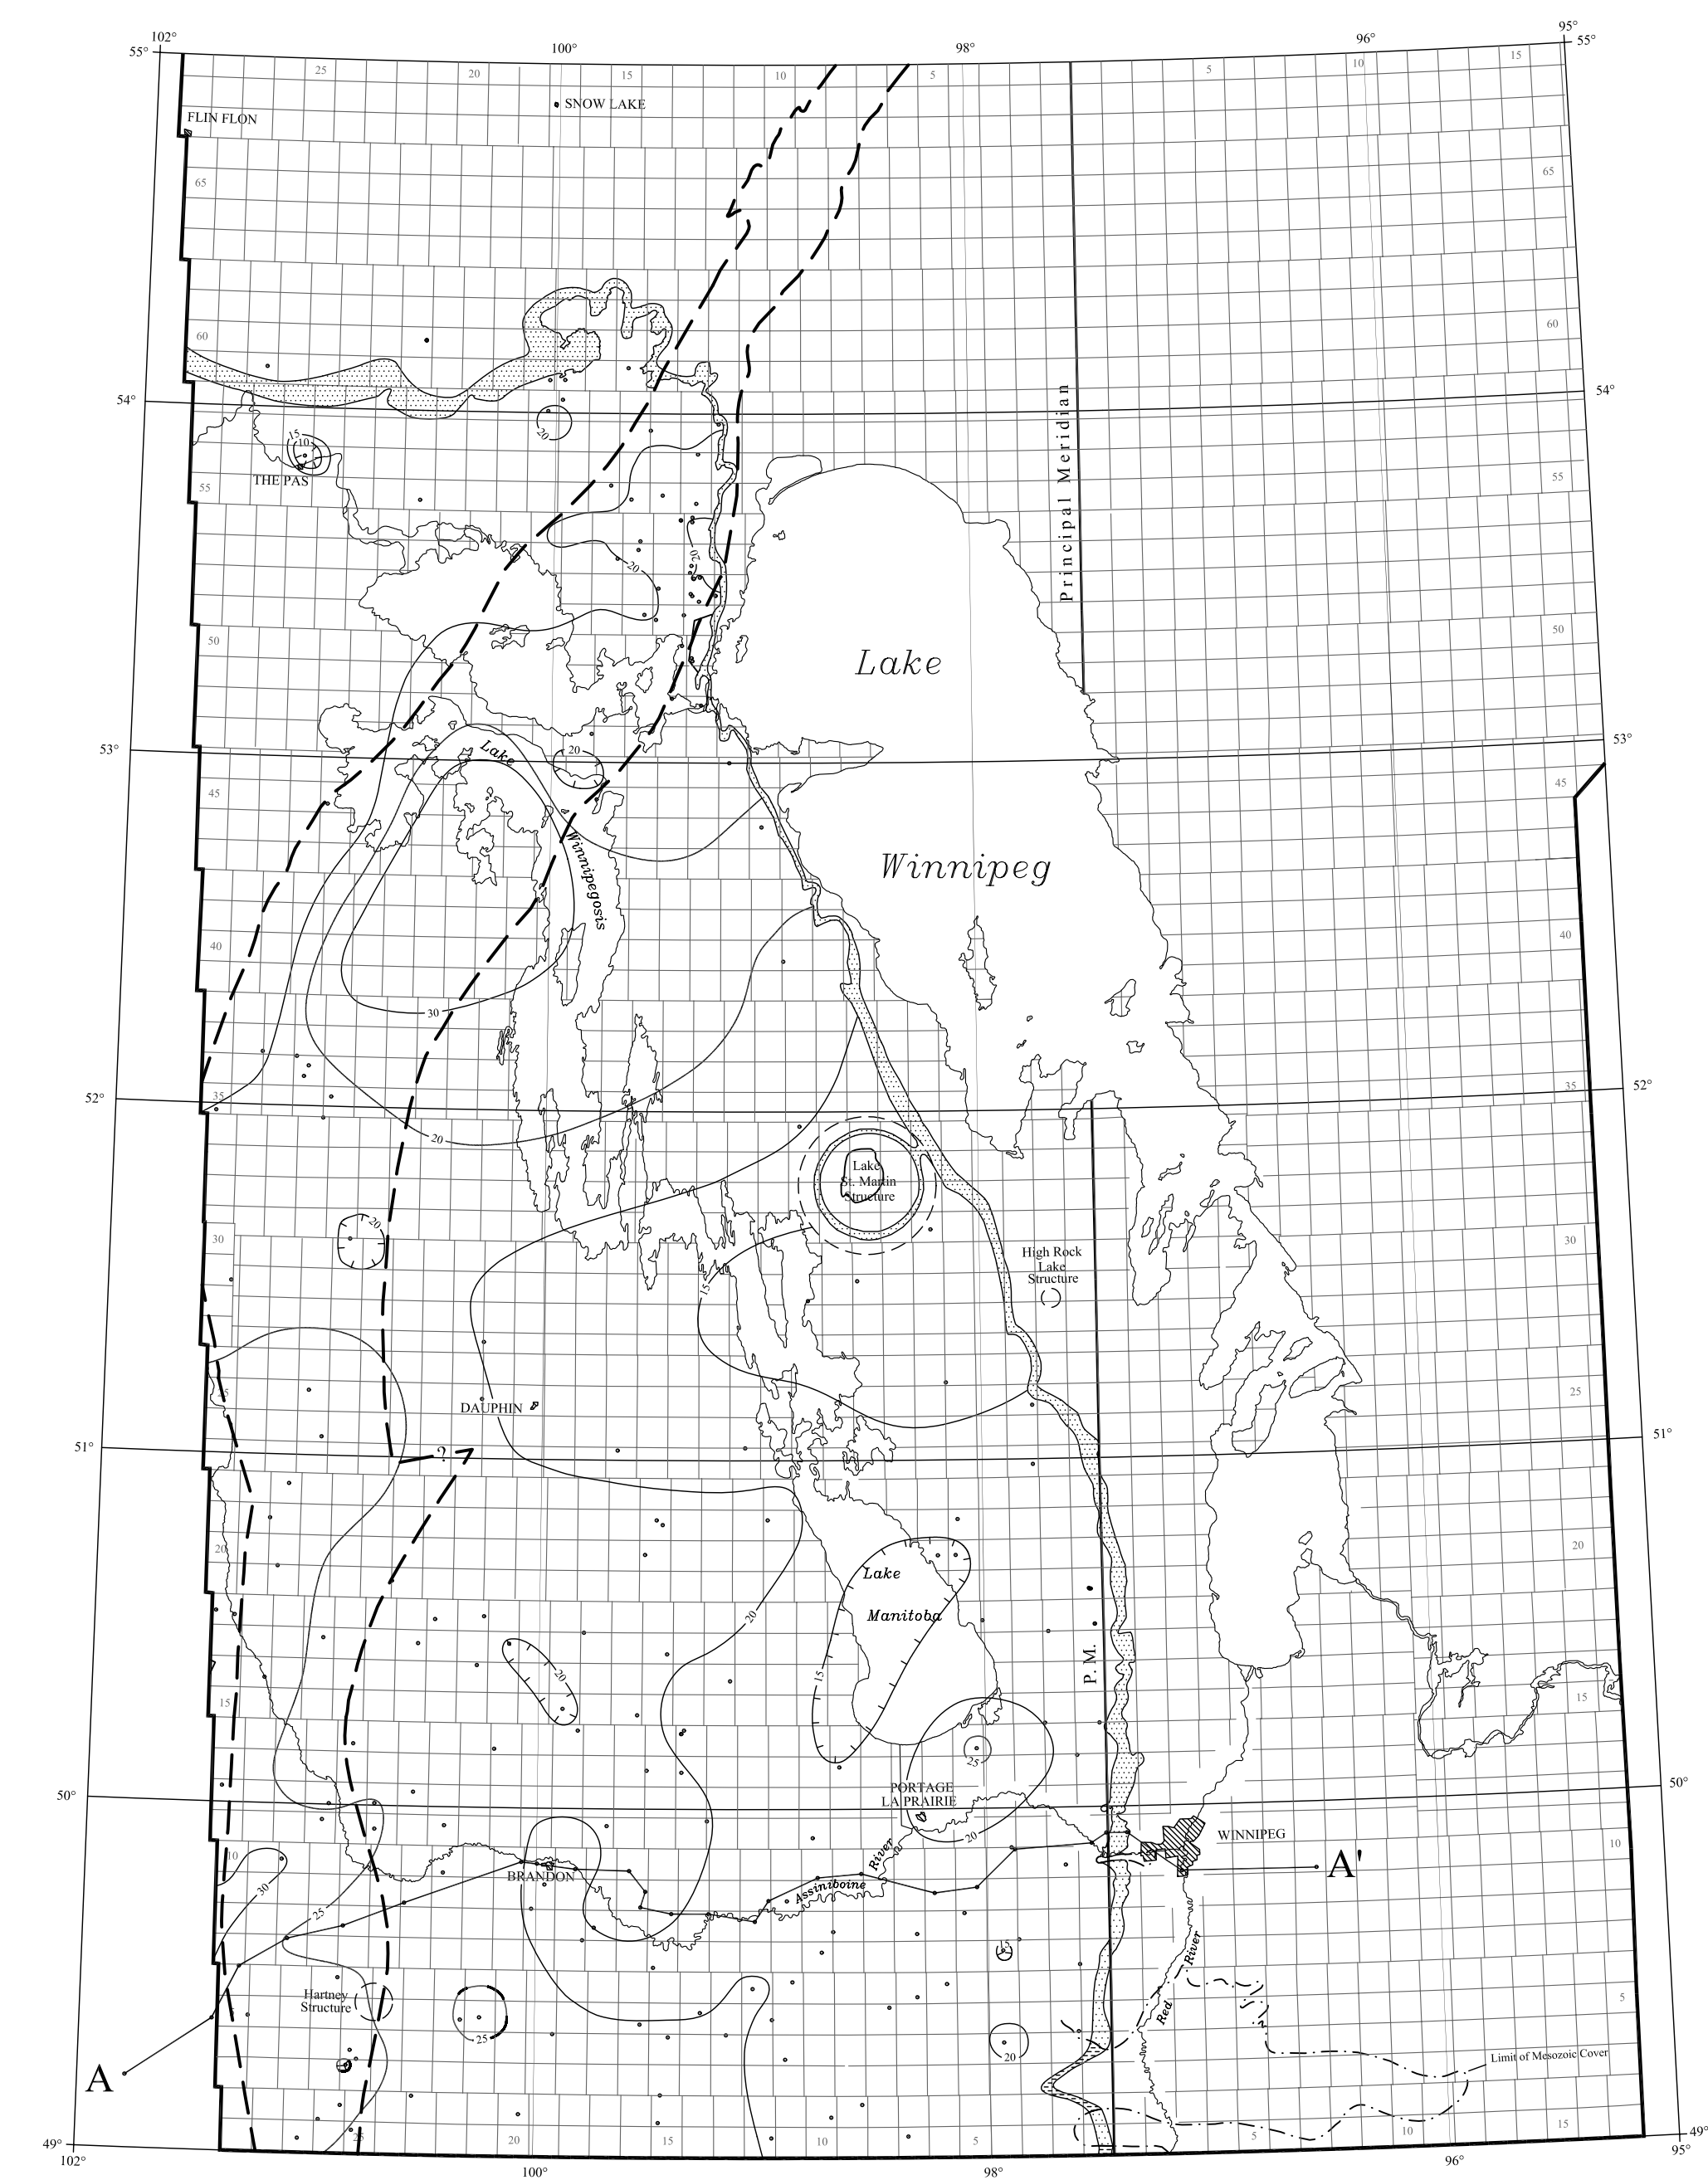 102°
100°
98°
96°
95°
55°
55°
25
20
15
10
5
5
10
15
SNOW LAKE
FLIN FLON
65
65
60
60
54°
54°
Principal Meridian
20
15
10
THE PAS
55
55
20
20
50
50
Lake
53°
53°
Lake
20
45
45
Winnipeg
Winnipegosis
40
40
30
35
35
52°
52°
20
Lake
St. Martin
Structure
20
30
30
High Rock
Lake
Structure
15
25
25
DAUPHIN
51°
51°
?
20
20
Lake
Manitoba
20
20
15
P. M.
15
15
25
50°
50°
PORTAGE
LA PRAIRIE
20
WINNIPEG
10
10
River
BRANDON
A'
Assiniboine
30
25
15
River
Hartney
Structure
5
Red
25
20
Limit of Mesozoic Cover
A
49°
49°
25
20
15
10
5
5
10
15
102°
100°
98°
96°
95°